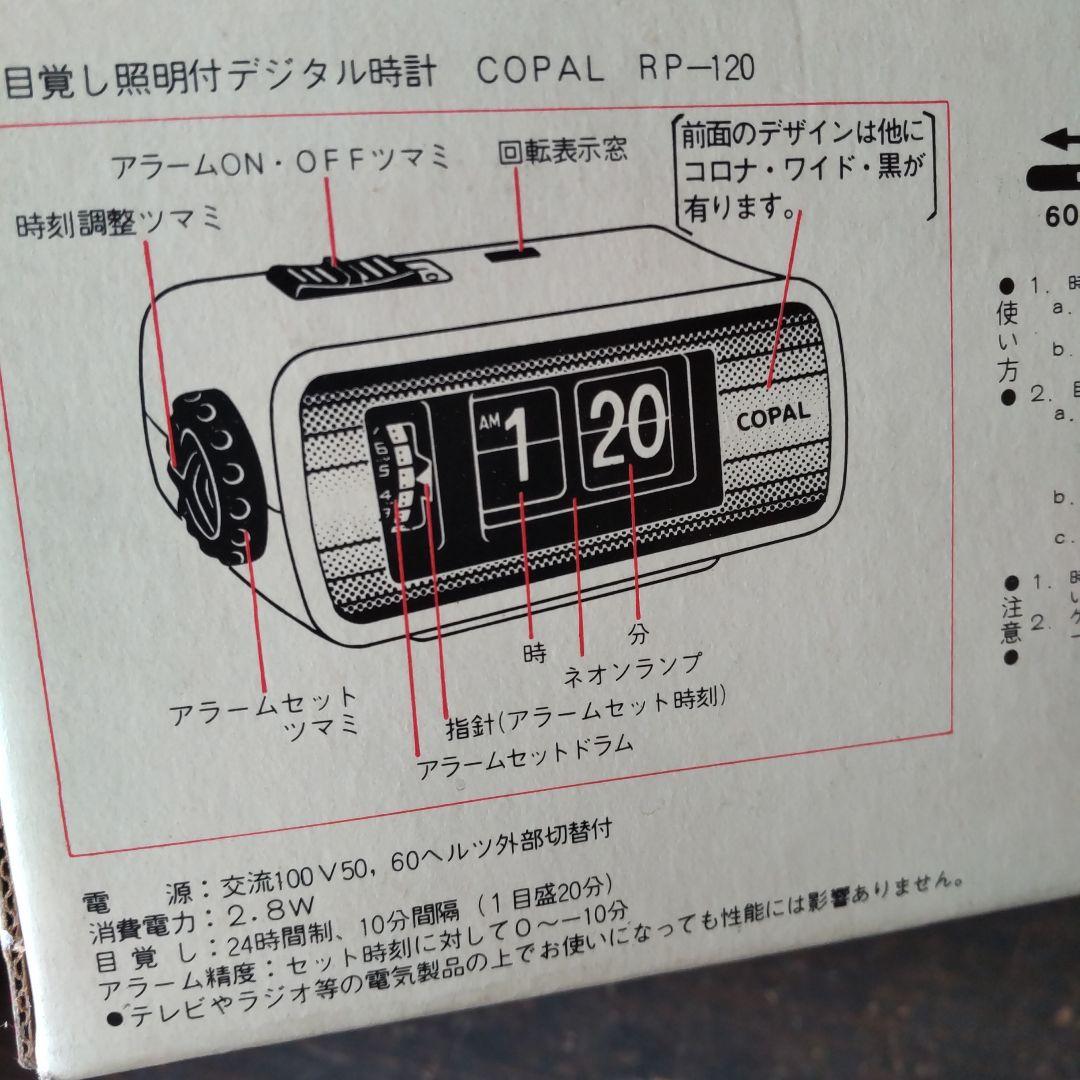 目覚し照明付デジタル時計 COPAL RP-120
アラームON・OFFツマミ
回転表示窓
前面のデザインは他に
コロナ・ワイド・黒が
有ります。
時刻調整ツマミ
AM 1 20
COPAL
6
5
4
時
分
ネオンランプ
アラームセット
ツマミ
指針(アラームセット時刻)
アラームセットドラム
電 源:交流100V50,60ヘルツ外部切替付
消費電力:2.8W
目 覚 し:24時間制、10分間隔(1目盛20分)
アラーム精度:セット時刻に対して0〜−10分
●テレビやラジオ等の電気製品の上でお使いになっても性能には影響ありません。
60
●使い方●
1. 時
a.
b.
2. 目
a.
b.
c.
●注意●
1. 時
い
2.